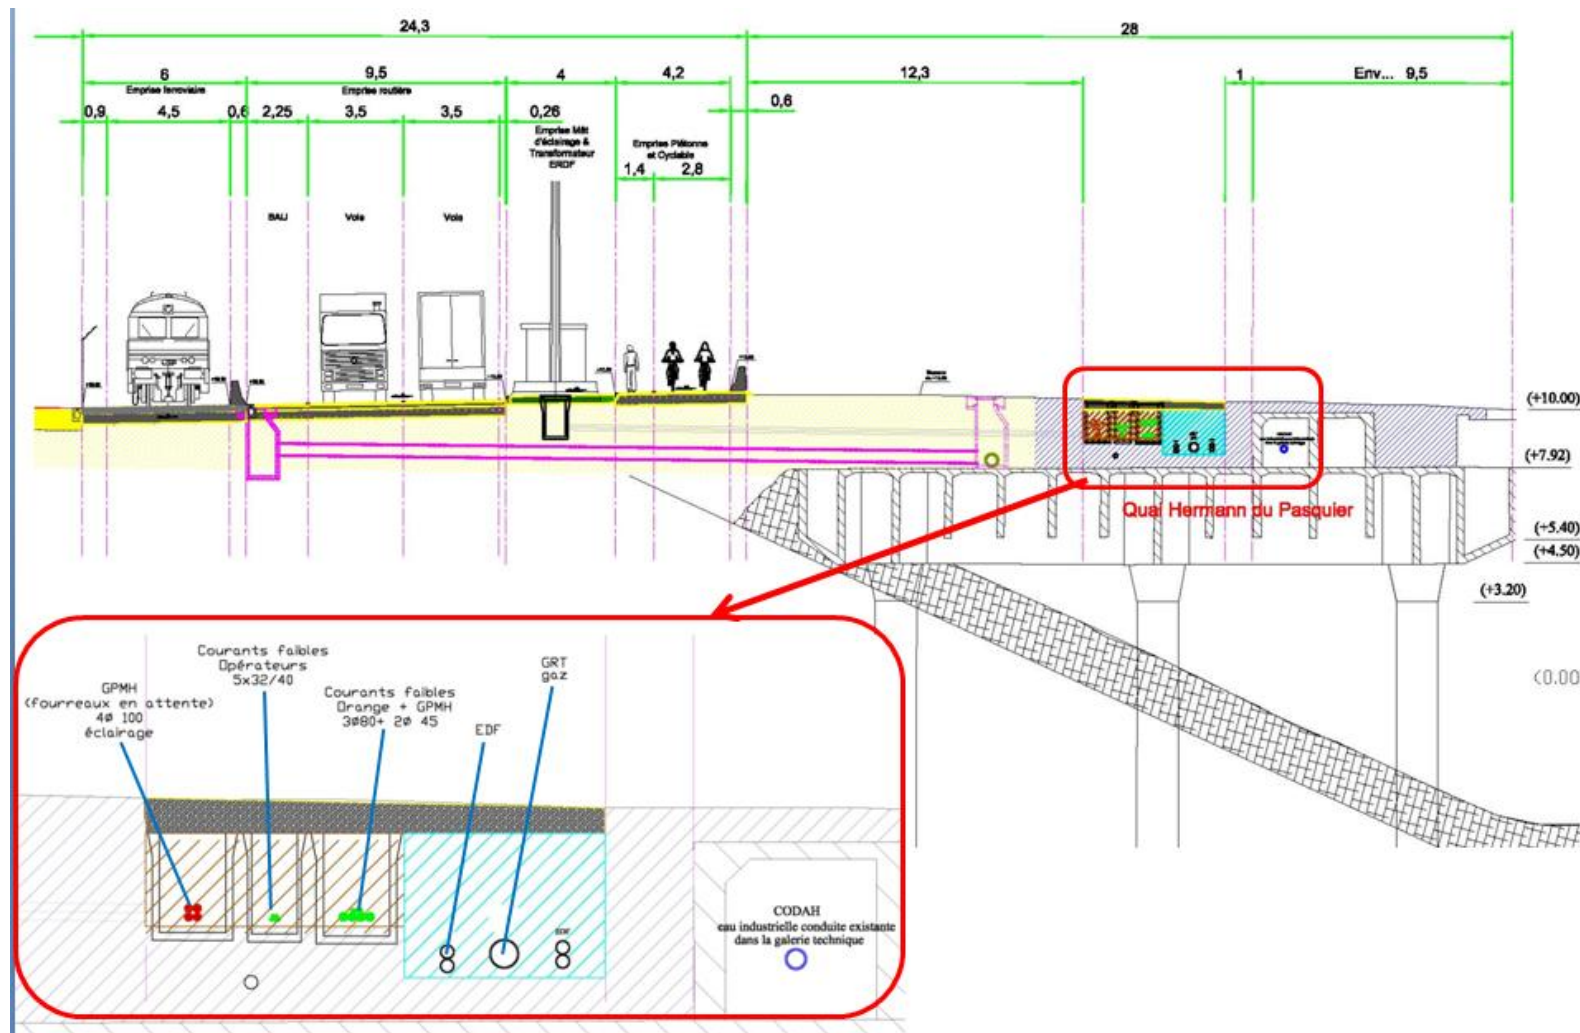 24,3
28
6
9,5
4
4,2
12,3
1
Env... 9,5
Emprise ferroviaire
Emprise routière
0,9
4,5
0,6
2,25
3,5
3,5
0,26
0,6
Emprise Mât
d'éclairage &
Transformateur
ERDF
Emprise Piétonne
et Cyclable
1,4
2,8
BAU
Voie
Voie
(+10.00)
(+7.92)
Quai Hermann du Pasquier
(+5.40)
(+4.50)
(+3.20)
(0.00
Courants faibles
Opérateurs
5x32/40
GRT
gaz
GPMH
(fourreaux en attente)
4Ø 100
éclairage
Courants faibles
Orange + GPMH
3Ø80+ 2Ø 45
EDF
EDF
CODAH
eau industrielle conduite existante
dans la galerie technique